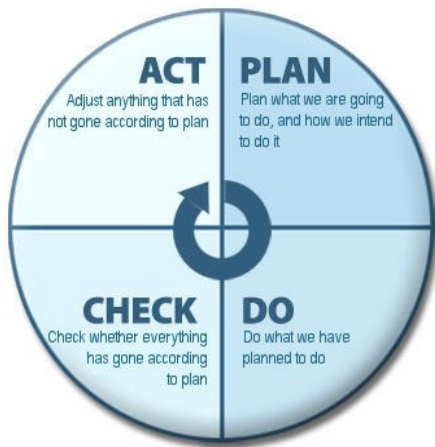 ACT
Adjust anything that has
not gone according to plan
PLAN
Plan what we are going
to do, and how we intend
to do it
CHECK
Check whether everything
has gone according
to plan
DO
Do what we have
planned to do